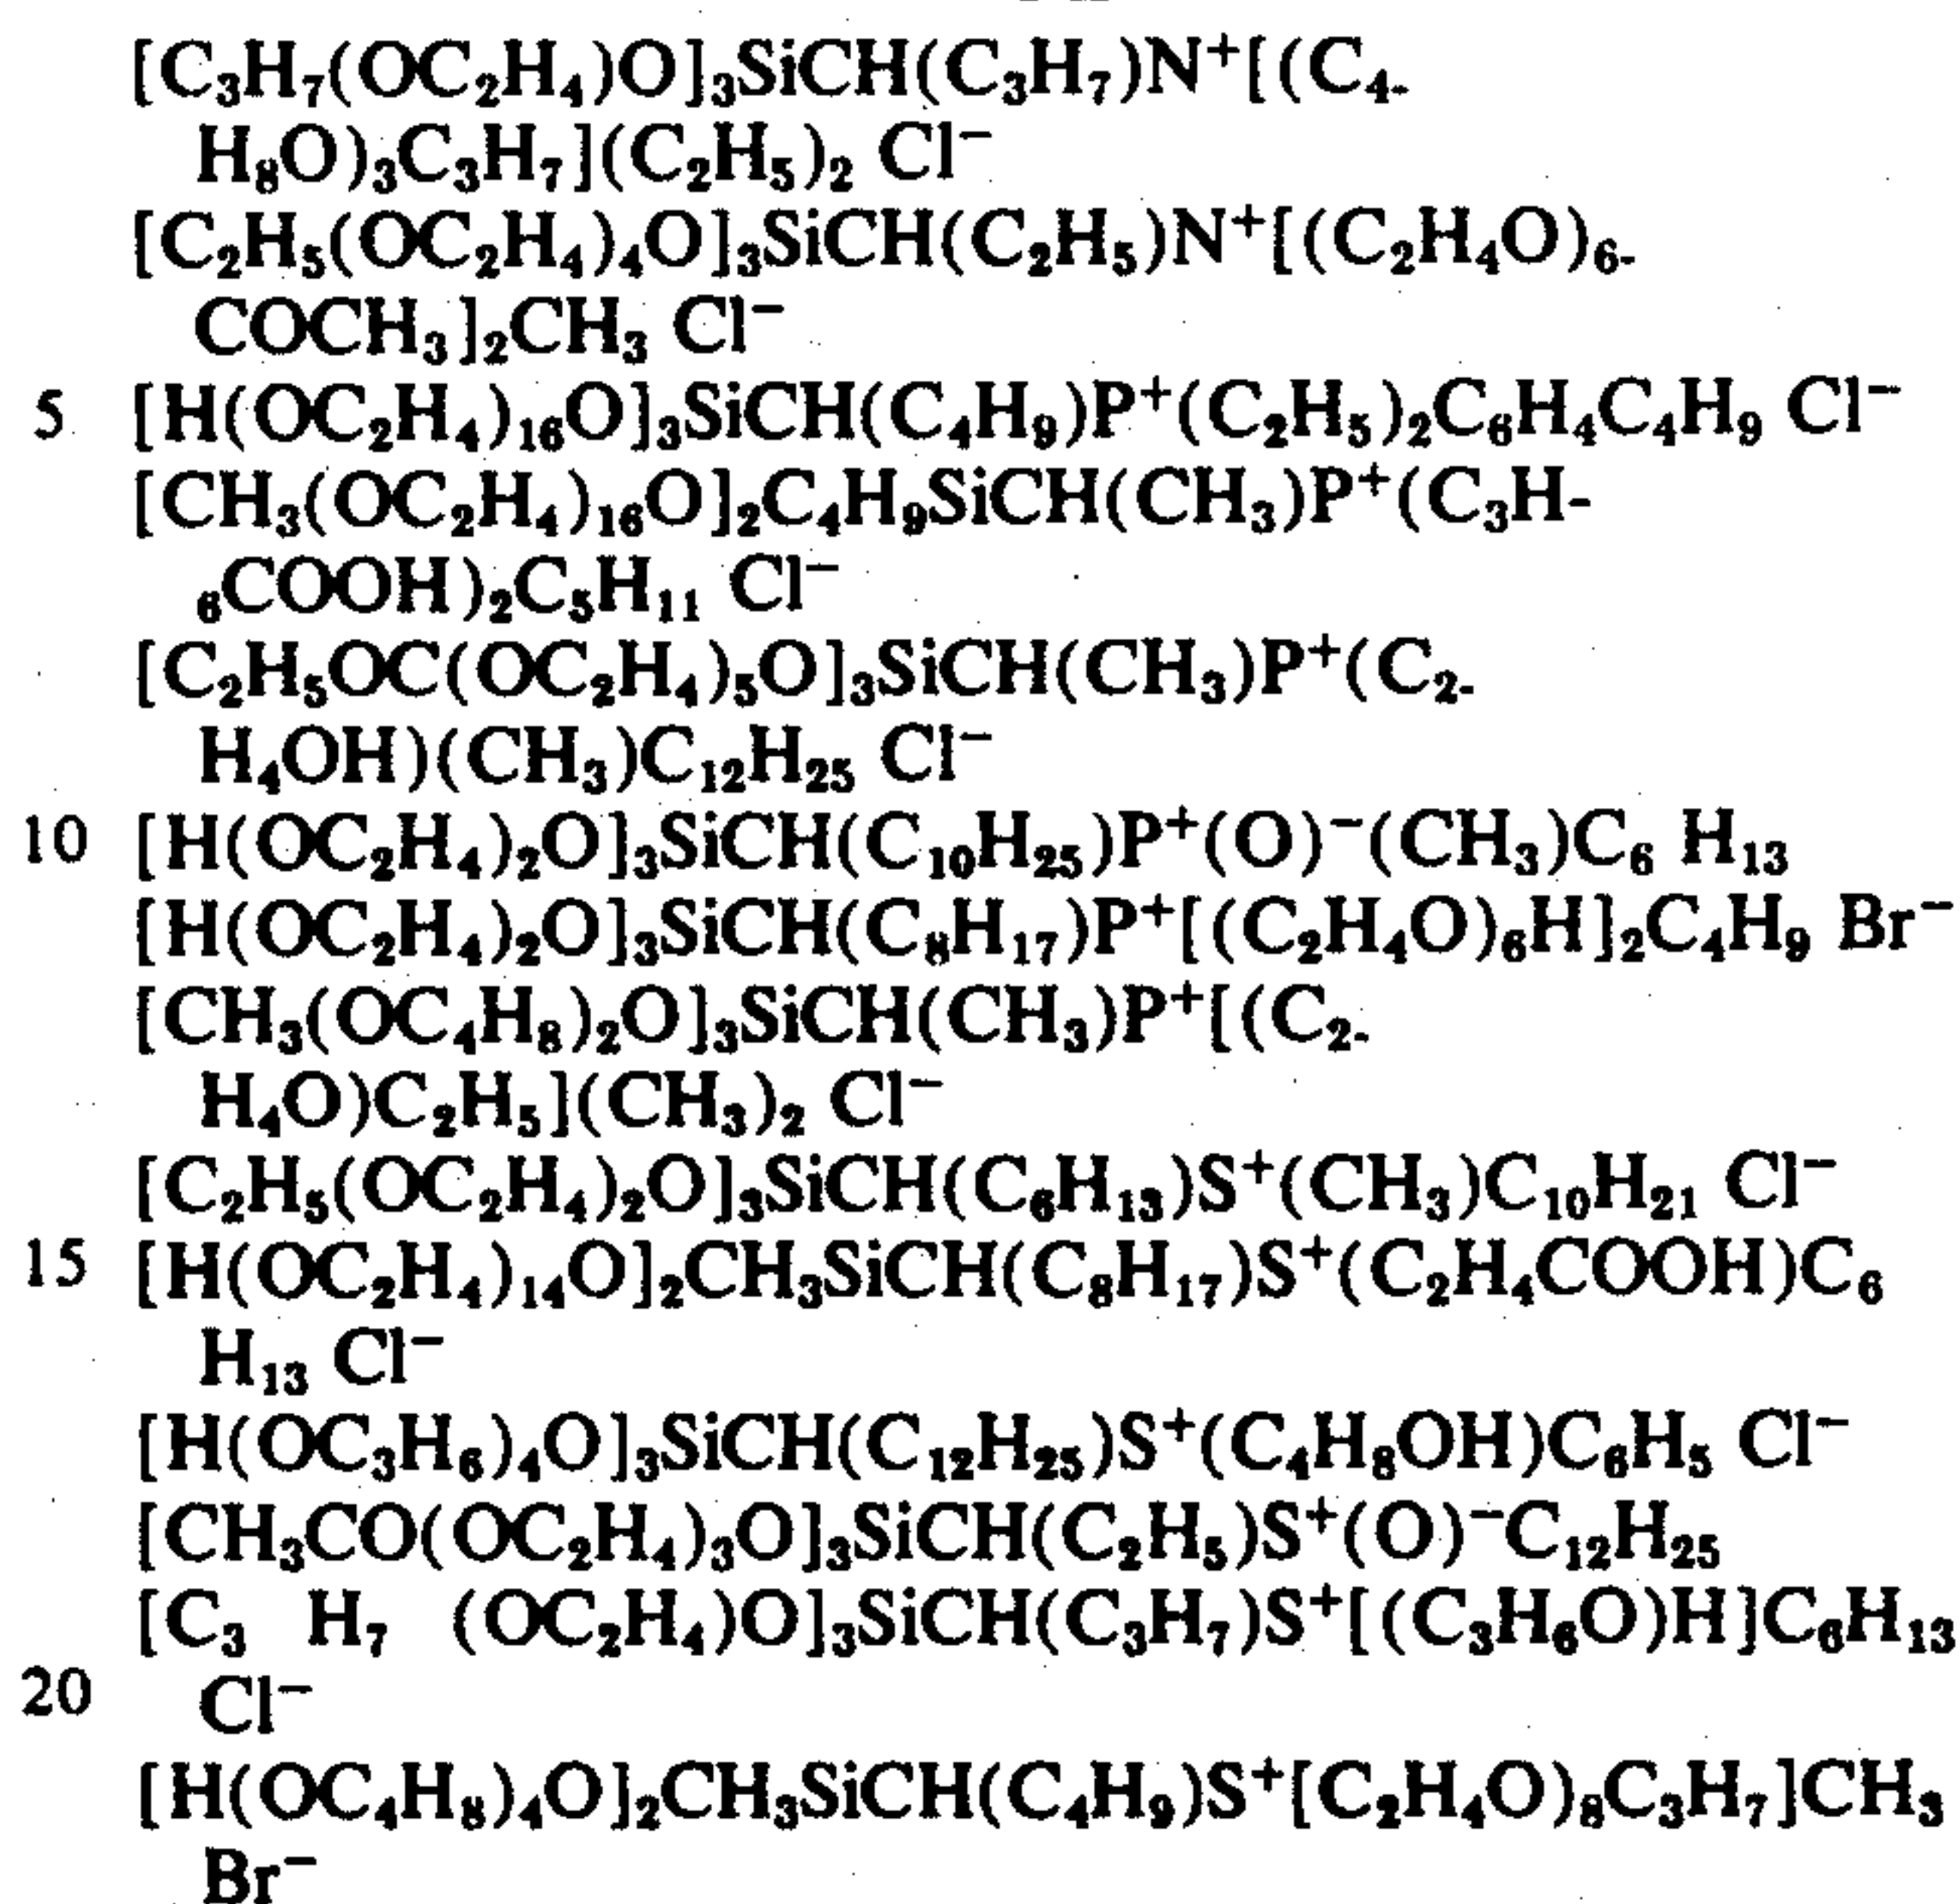 [C₃H₇(OC₂H₄)O]₃SiCH(C₃H₇)N⁺[(C₄-
H₈O)₃C₃H₇](C₂H₅)₂ Cl⁻
[C₂H₅(OC₂H₄)₄O]₃SiCH(C₂H₅)N⁺[(C₂H₄O)₆-
COCH₃]₂CH₃ Cl⁻
5 [H(OC₂H₄)₁₆O]₃SiCH(C₄H₉)P⁺(C₂H₅)₂C₆H₄C₄H₉ Cl⁻
[CH₃(OC₂H₄)₁₆O]₂C₄H₉SiCH(CH₃)P⁺(C₃H-
₆COOH)₂C₅H₁₁ Cl⁻
[C₂H₅OC(OC₂H₄)₅O]₃SiCH(CH₃)P⁺(C₂-
H₄OH)(CH₃)C₁₂H₂₅ Cl⁻
10 [H(OC₂H₄)₂O]₃SiCH(C₁₀H₂₅)P⁺(O)⁻(CH₃)C₆ H₁₃
[H(OC₂H₄)₂O]₃SiCH(C₈H₁₇)P⁺[(C₂H₄O)₆H]₂C₄H₉ Br⁻
[CH₃(OC₄H₈)₂O]₃SiCH(CH₃)P⁺[(C₂-
H₄O)C₂H₅](CH₃)₂ Cl⁻
[C₂H₅(OC₂H₄)₂O]₃SiCH(C₆H₁₃)S⁺(CH₃)C₁₀H₂₁ Cl⁻
15 [H(OC₂H₄)₁₄O]₂CH₃SiCH(C₈H₁₇)S⁺(C₂H₄COOH)C₆
H₁₃ Cl⁻
[H(OC₃H₆)₄O]₃SiCH(C₁₂H₂₅)S⁺(C₄H₈OH)C₆H₅ Cl⁻
[CH₃CO(OC₂H₄)₃O]₃SiCH(C₂H₅)S⁺(O)⁻C₁₂H₂₅
[C₃ H₇ (OC₂H₄)O]₃SiCH(C₃H₇)S⁺[(C₃H₆O)H]C₆H₁₃
20 Cl⁻
[H(OC₄H₈)₄O]₂CH₃SiCH(C₄H₉)S⁺[C₂H₄O)₈C₃H₇]CH₃
Br⁻